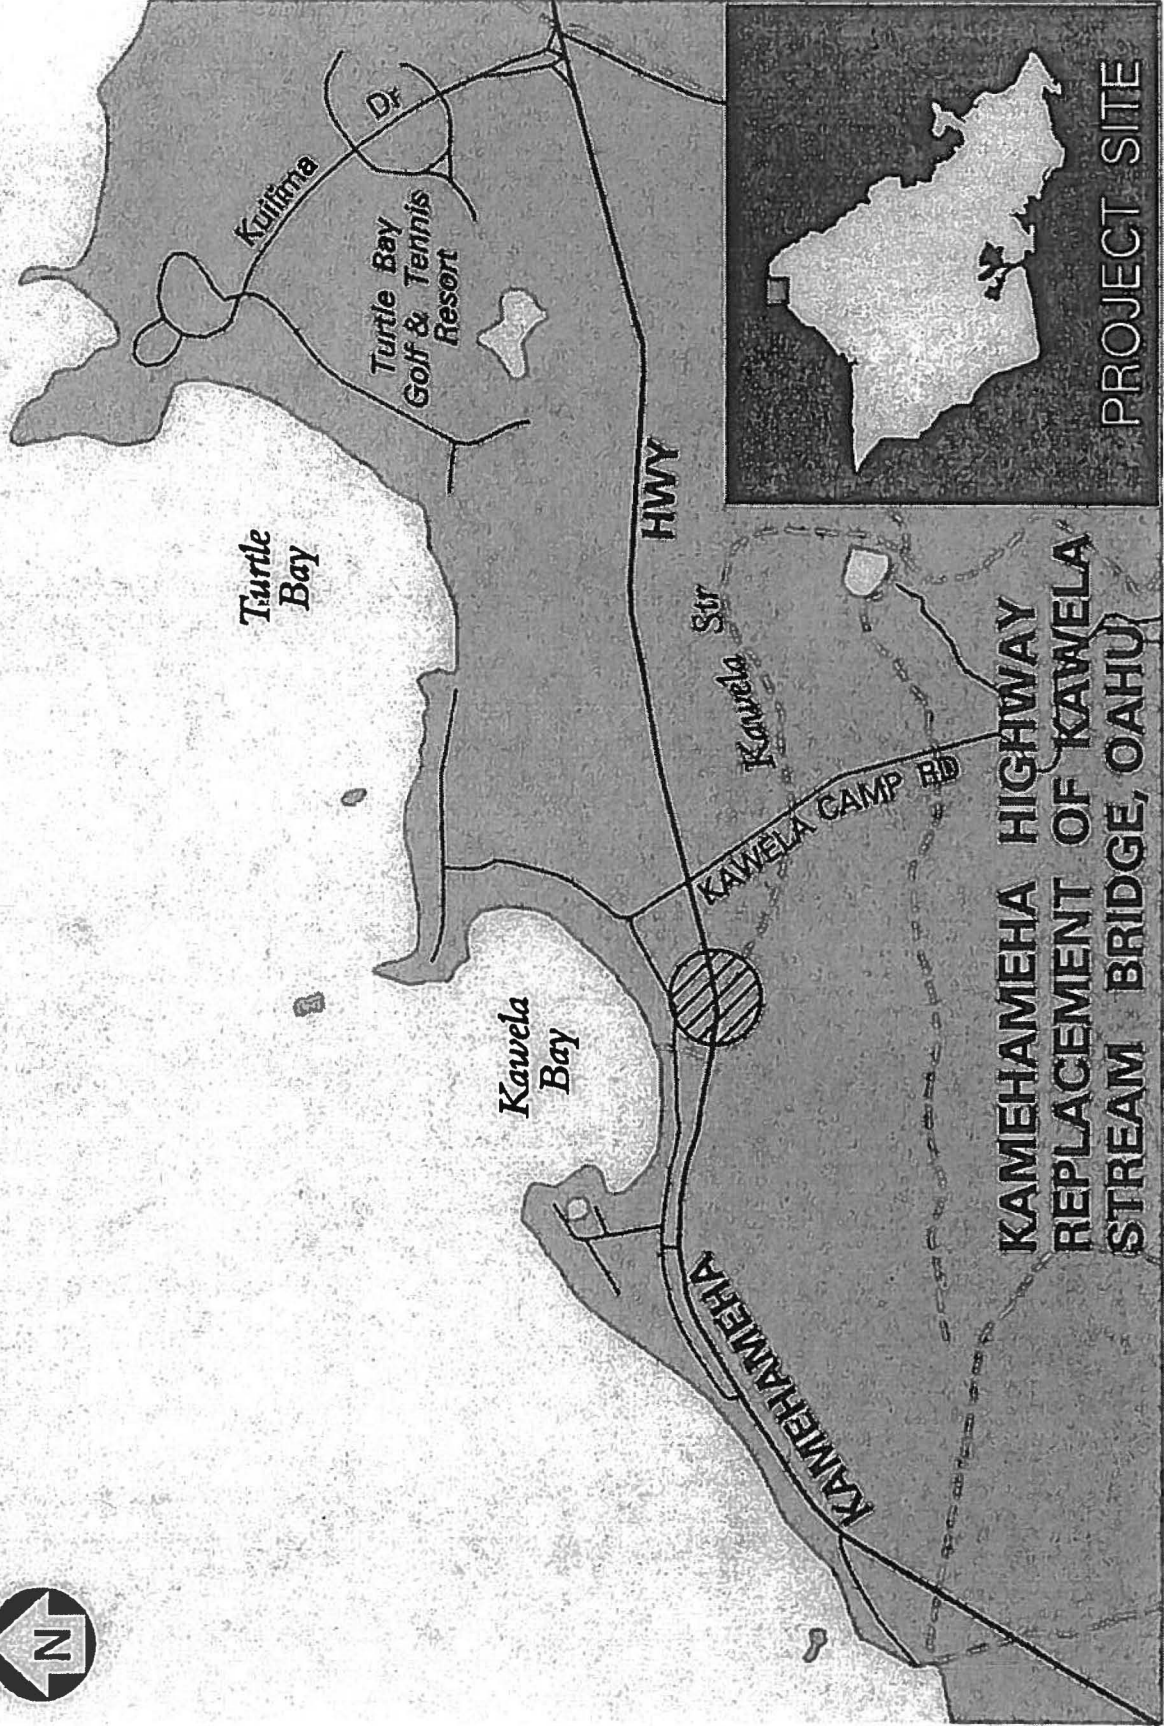 N
Turtle
Bay
Kawela
Bay
Kuilima
Dr
Turtle Bay
Golf & Tennis
Resort
HWY
Kawela
Str
KAWELA CAMP RD
KAMEHAMEHA
PROJECT SITE
KAMEHAMEHA HIGHWAY
REPLACEMENT OF KAWELA
STREAM BRIDGE, OAHU